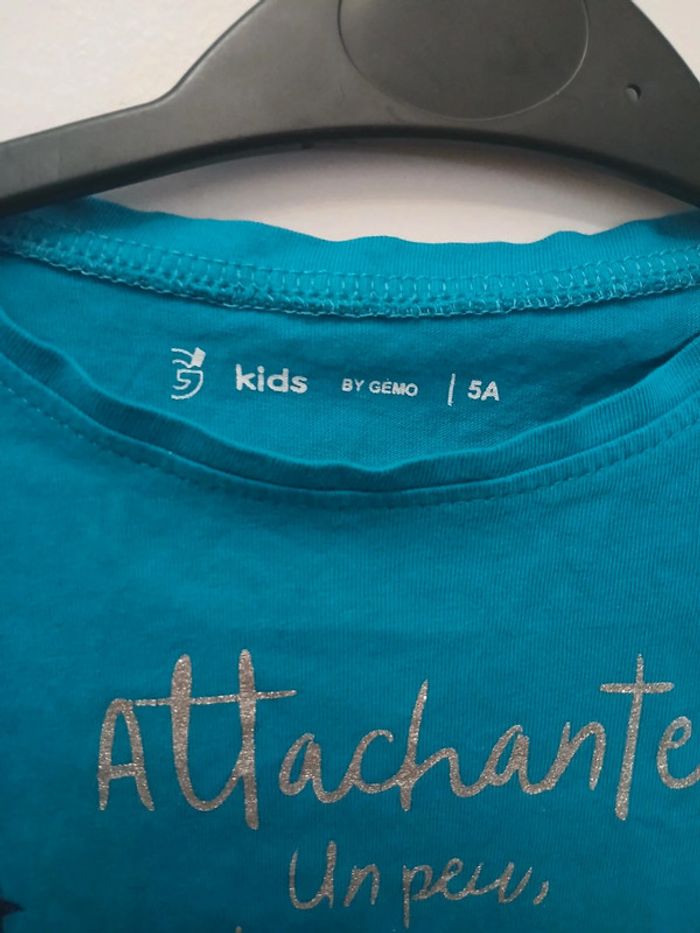 kids BY GÉMO | 5A
Attachante
Un peu,